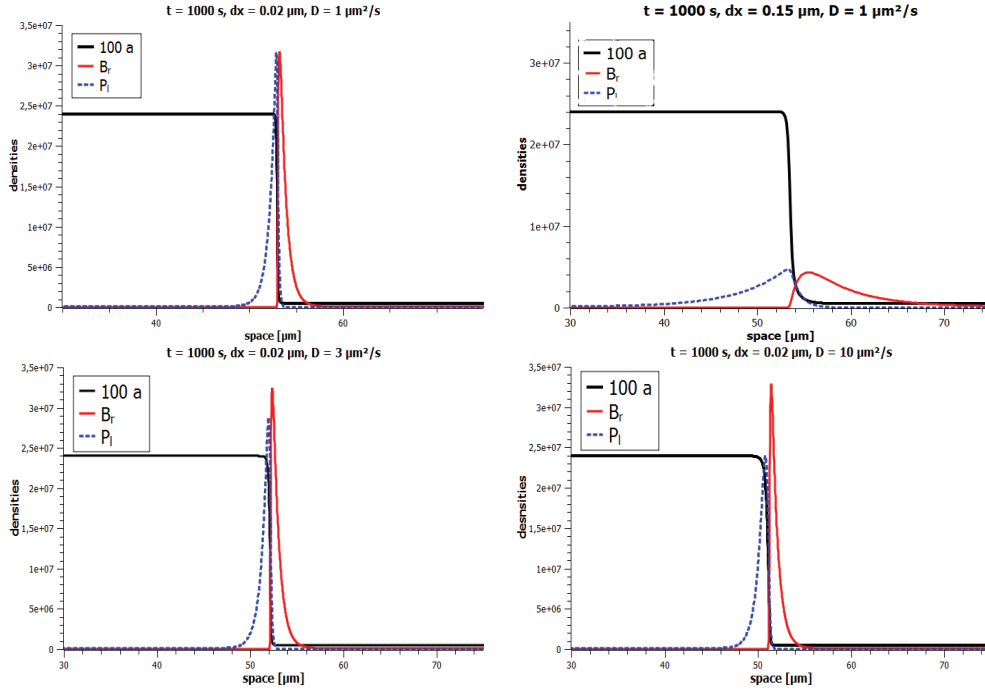 t = 1000 s, dx = 0.02 µm, D = 1 µm²/s
3,5e+07
3e+07
2,5e+07
2e+07
1,5e+07
1e+07
5e+06
0
densities
100 a
Bᵣ
Pₗ
40 60
space [µm]
t = 1000 s, dx = 0.15 µm, D = 1 µm²/s
3e+07
2e+07
1e+07
0
densities
100 a
Bᵣ
Pₗ
30 40 50 60 70
space [µm]
t = 1000 s, dx = 0.02 µm, D = 3 µm²/s
3,5e+07
3e+07
2,5e+07
2e+07
1,5e+07
1e+07
5e+06
0
densities
100 a
Bᵣ
Pₗ
30 40 50 60 70
space [µm]
t = 1000 s, dx = 0.02 µm, D = 10 µm²/s
3,5e+07
3e+07
2,5e+07
2e+07
1,5e+07
1e+07
5e+06
0
desnsities
100 a
Bᵣ
Pₗ
30 40 50 60 70
space [µm]